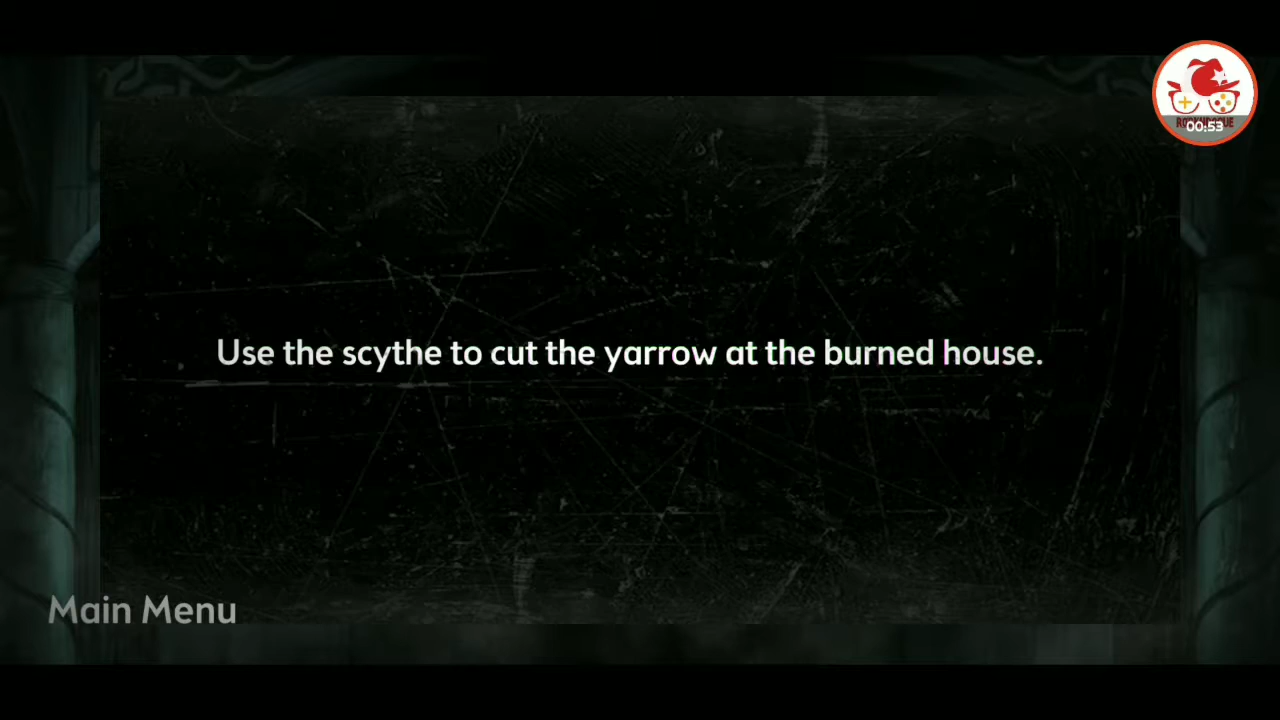 00:53
Use the scythe to cut the yarrow at the burned house.
Main Menu